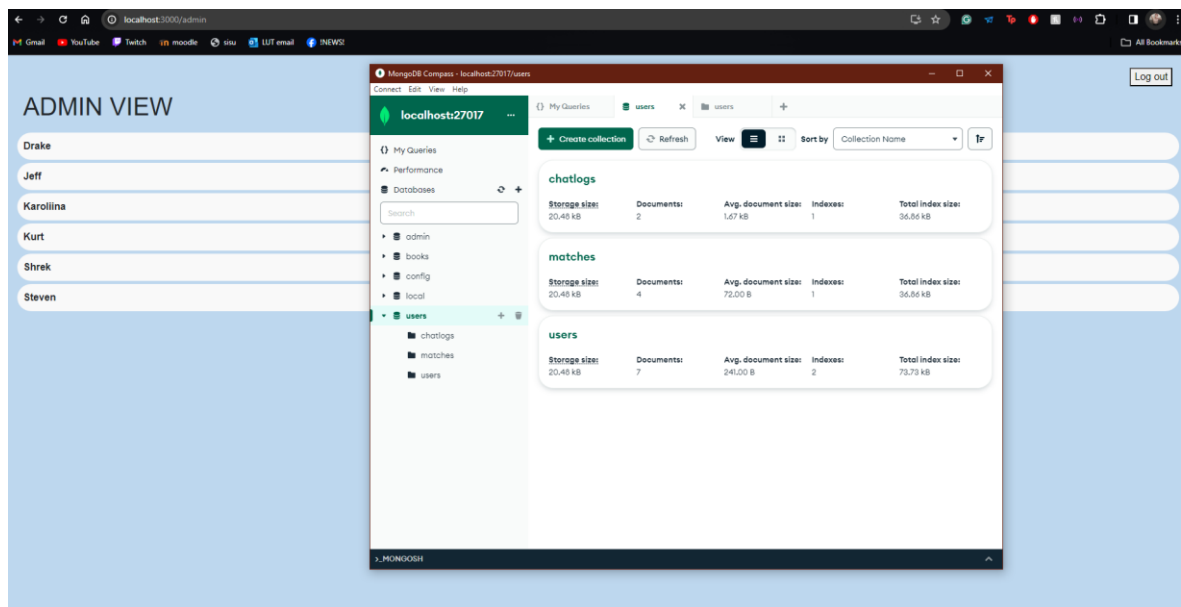 localhost:3000/admin
Gmail YouTube Twitch moodle sisu LUT email !NEWS! All Bookmarks
Log out
ADMIN VIEW
Drake
Jeff
Karoliina
Kurt
Shrek
Steven
MongoDB Compass - localhost:27017/users
Connect Edit View Help
localhost:27017 ...
{} My Queries
Performance
Databases
Search
admin
books
config
local
users
chatlogs
matches
users
{} My Queries users users
Create collection Refresh View Sort by Collection Name
chatlogs
Storage size: Documents: Avg. document size: Indexes: Total index size:
20.48 kB 2 1.67 kB 1 36.86 kB
matches
Storage size: Documents: Avg. document size: Indexes: Total index size:
20.48 kB 4 72.00 B 1 36.86 kB
users
Storage size: Documents: Avg. document size: Indexes: Total index size:
20.48 kB 7 241.00 B 2 73.73 kB
>_MONGOSH